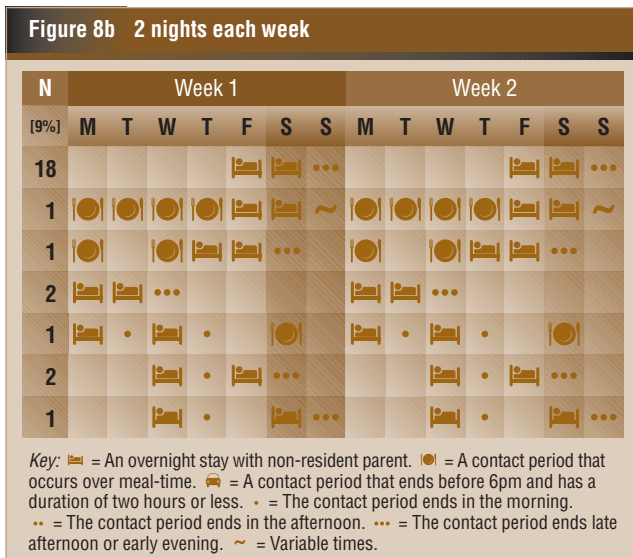 Figure 8b 2 nights each week
N Week 1 Week 2
[9%] M T W T F S S M T W T F S S
18 ••• •••
1 ~ ~
1 ••• •••
2 ••• •••
1 • • • •
2 • ••• • •••
1 • ••• • •••
Key: = An overnight stay with non-resident parent. = A contact period that
occurs over meal-time. = A contact period that ends before 6pm and has a
duration of two hours or less. • = The contact period ends in the morning.
•• = The contact period ends in the afternoon. ••• = The contact period ends late
afternoon or early evening. ~ = Variable times.